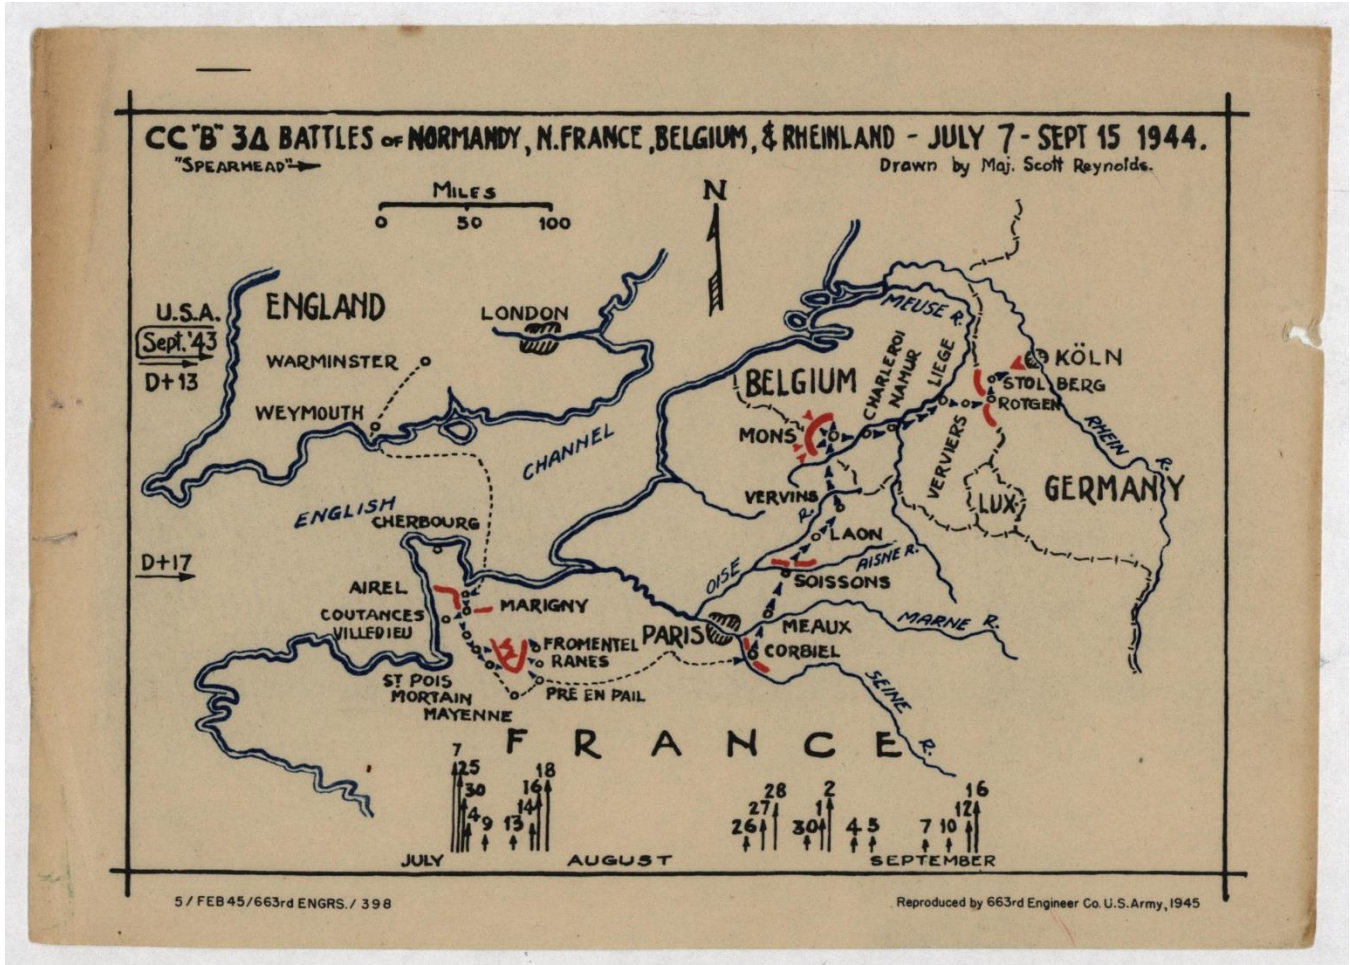 CC "B" 3Δ BATTLES OF NORMANDY, N. FRANCE, BELGIUM, & RHEINLAND - JULY 7 - SEPT 15 1944.
"SPEARHEAD"
Drawn by Maj. Scott Reynolds.
MILES
0 50 100
N
U.S.A.
Sept. '43
D+13
ENGLAND
LONDON
WARMINSTER
WEYMOUTH
ENGLISH CHANNEL
D+17
CHERBOURG
AIREL
MARIGNY
COUTANCES
VILLEDIEU
FROMENTEL
RANES
ST POIS
MORTAIN
MAYENNE
PRE EN PAIL
PARIS
CORBIEL
MEAUX
SOISSONS
LAON
VERVINS
OISE R.
AISNE R.
MARNE R.
SEINE R.
BELGIUM
MONS
CHARLEROI
NAMUR
LIEGE
VERVIERS
MEUSE R.
KÖLN
STOLBERG
ROTGEN
RHEIN R.
LUX.
GERMANY
FRANCE
7
25
30
4
9
13
14
16
18
26
27
28
30
1
2
4
5
7
10
12
16
JULY AUGUST SEPTEMBER
5/FEB 45/663rd ENGRS./398
Reproduced by 663rd Engineer Co. U.S. Army, 1945